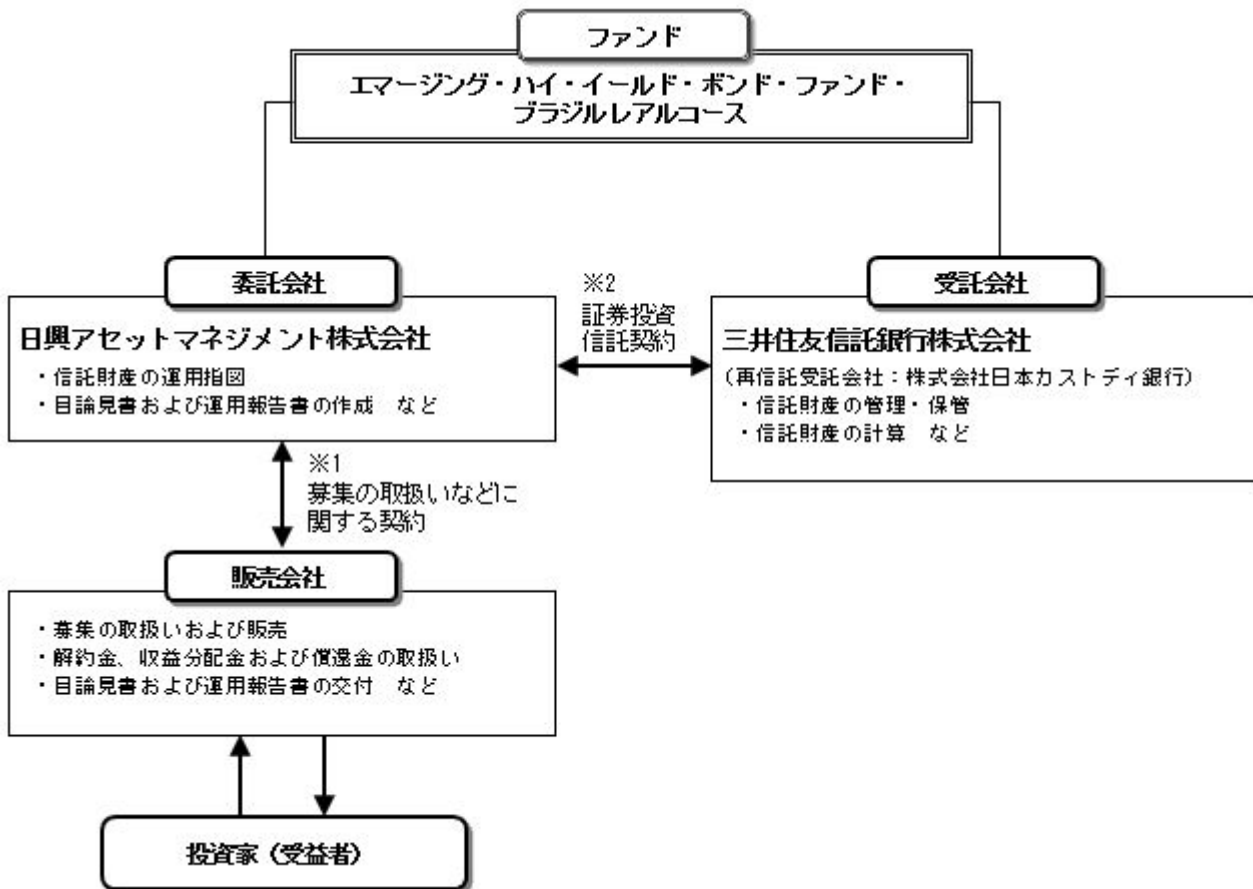 ファンド
エマージング・ハイ・イールド・ボンド・ファンド・
ブラジルレアルコース
委託会社
日興アセットマネジメント株式会社
・信託財産の運用指図
・目論見書および運用報告書の作成 など
※2
証券投資
信託契約
受託会社
三井住友信託銀行株式会社
(再信託受託会社：株式会社日本カストディ銀行)
・信託財産の管理・保管
・信託財産の計算 など
※1
募集の取扱いなどに
関する契約
販売会社
・募集の取扱いおよび販売
・解約金、収益分配金および償還金の取扱い
・目論見書および運用報告書の交付 など
投資家（受益者）